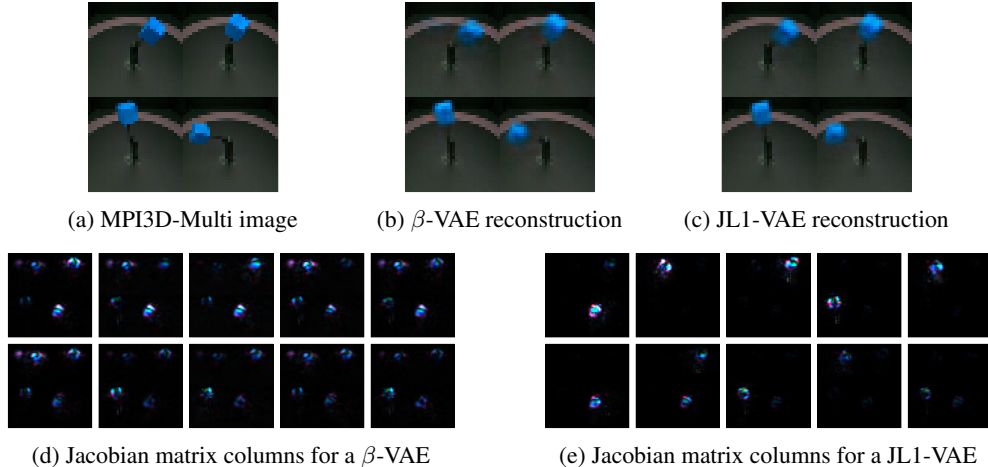 (a) MPI3D-Multi image
(b) β-VAE reconstruction
(c) JL1-VAE reconstruction
(d) Jacobian matrix columns for a β-VAE
(e) Jacobian matrix columns for a JL1-VAE